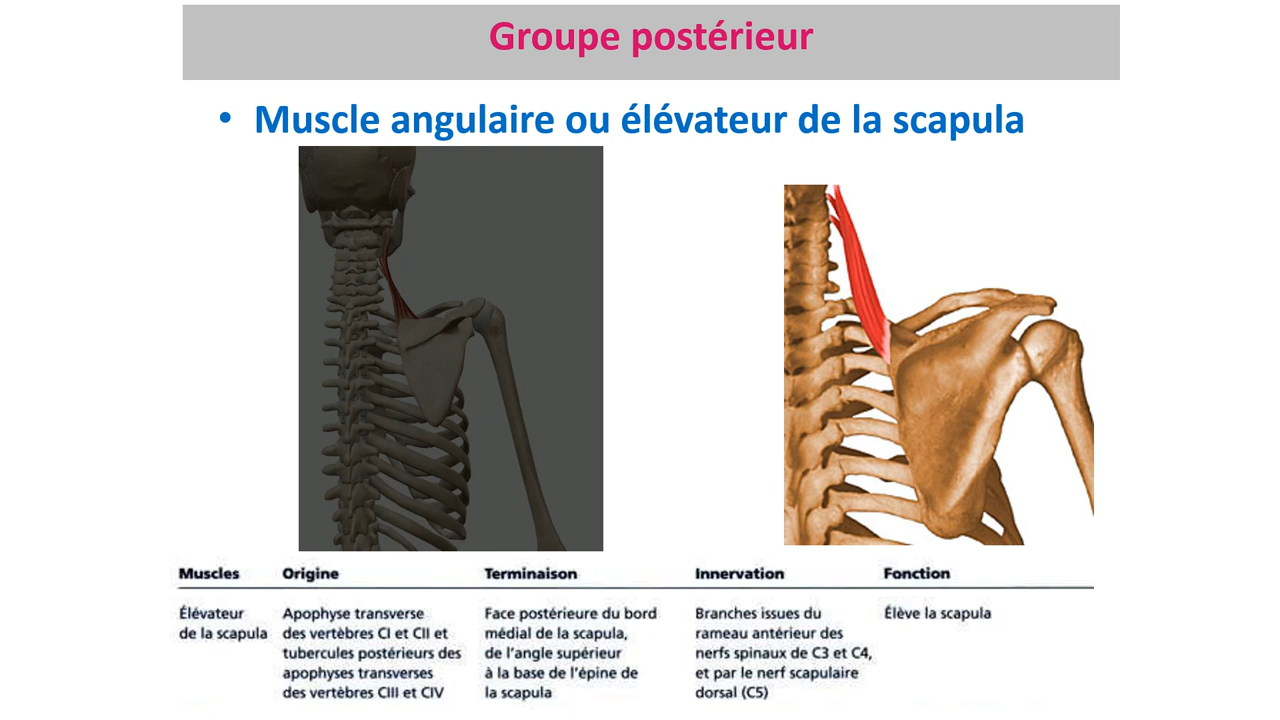 Groupe postérieur
• Muscle angulaire ou élévateur de la scapula
Muscles Origine Terminaison Innervation Fonction
Élévateur
de la scapula
Apophyse transverse
des vertèbres CI et CII et
tubercules postérieurs des
apophyses transverses
des vertèbres CIII et CIV
Face postérieure du bord
médial de la scapula,
de l'angle supérieur
à la base de l'épine de
la scapula
Branches issues du
rameau antérieur des
nerfs spinaux de C3 et C4,
et par le nerf scapulaire
dorsal (C5)
Élève la scapula